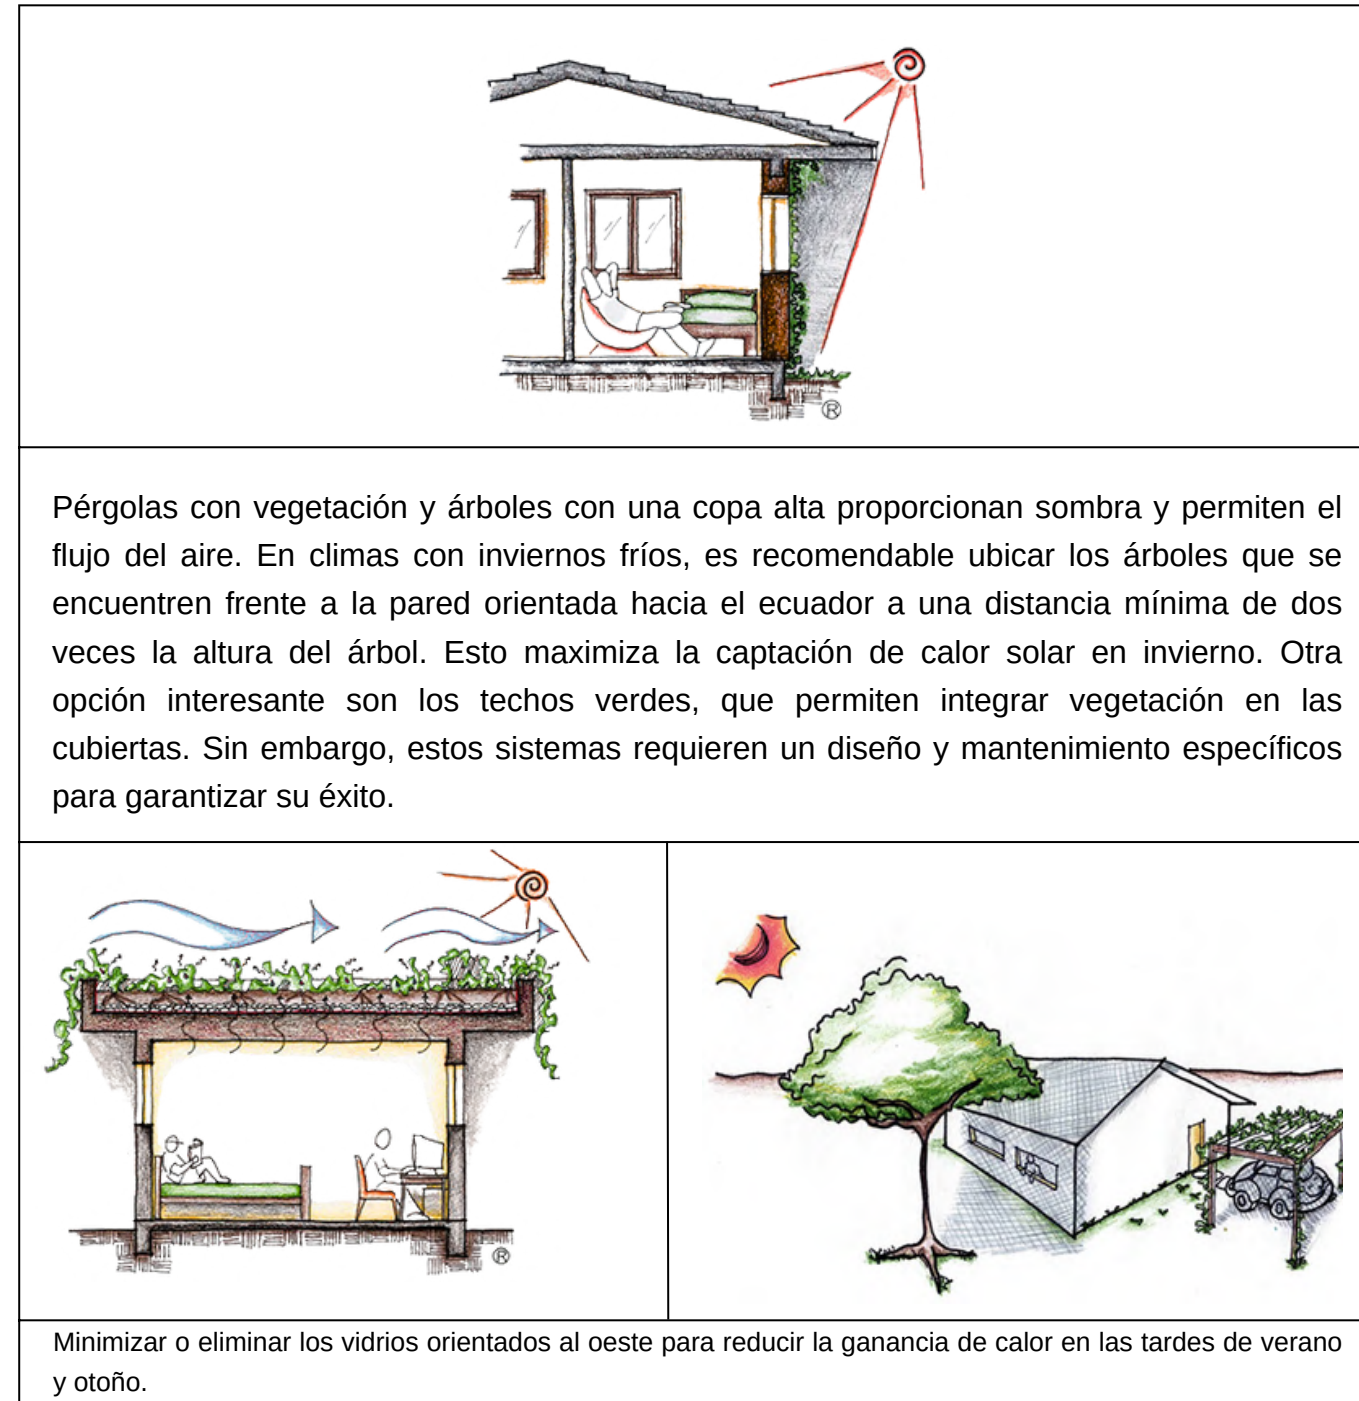 ®
Pérgolas con vegetación y árboles con una copa alta proporcionan sombra y permiten el
flujo del aire. En climas con inviernos fríos, es recomendable ubicar los árboles que se
encuentren frente a la pared orientada hacia el ecuador a una distancia mínima de dos
veces la altura del árbol. Esto maximiza la captación de calor solar en invierno. Otra
opción interesante son los techos verdes, que permiten integrar vegetación en las
cubiertas. Sin embargo, estos sistemas requieren un diseño y mantenimiento específicos
para garantizar su éxito.
®
Minimizar o eliminar los vidrios orientados al oeste para reducir la ganancia de calor en las tardes de verano
y otoño.